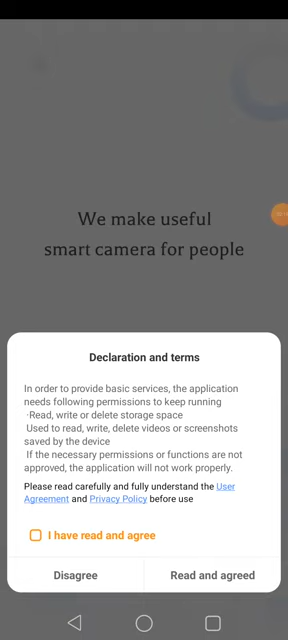 We make useful
smart camera for people
Declaration and terms
In order to provide basic services, the application
needs following permissions to keep running
·Read, write or delete storage space
Used to read, write, delete videos or screenshots
saved by the device
If the necessary permissions or functions are not
approved, the application will not work properly.
Please read carefully and fully understand the User
Agreement and Privacy Policy before use
I have read and agree
Disagree
Read and agreed